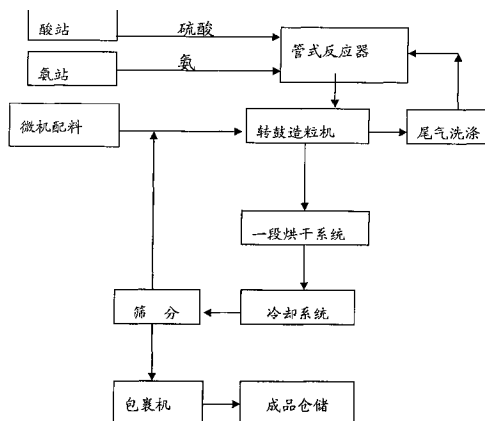 酸站
硫酸
管式反应器
氨站
氨
微机配料
转鼓造粒机
尾气洗涤
一段烘干系统
筛 分
冷却系统
包裹机
成品仓储